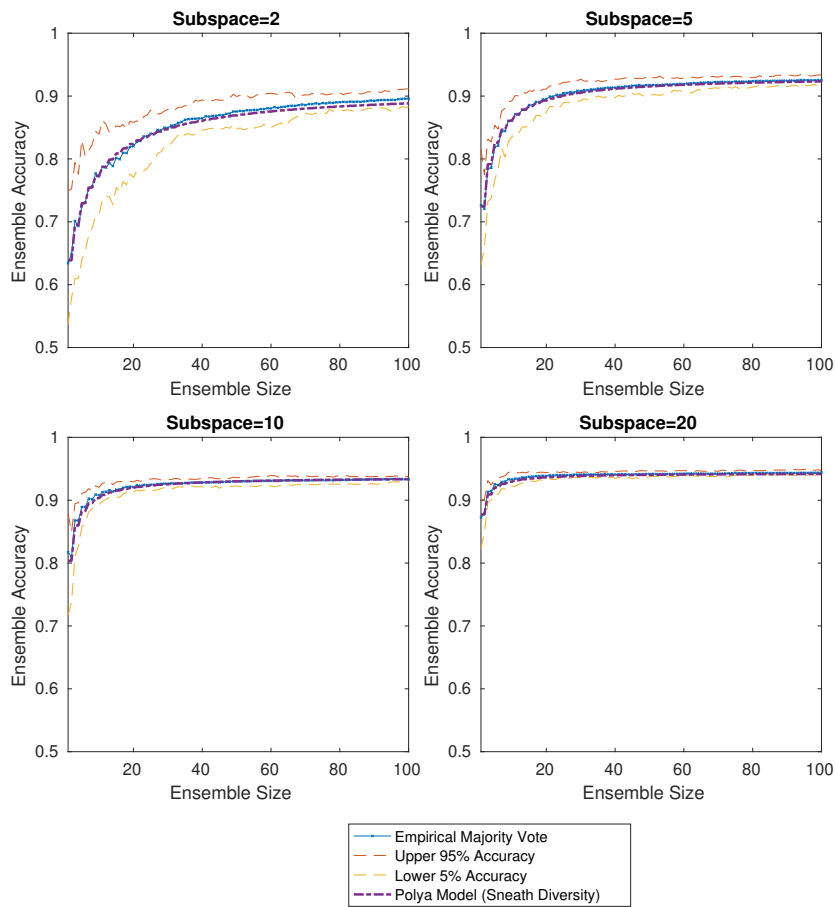 Subspace=2
1
0.9
0.8
0.7
0.6
0.5
Ensemble Accuracy
20 40 60 80 100
Ensemble Size
Subspace=5
1
0.9
0.8
0.7
0.6
0.5
Ensemble Accuracy
20 40 60 80 100
Ensemble Size
Subspace=10
1
0.9
0.8
0.7
0.6
0.5
Ensemble Accuracy
20 40 60 80 100
Ensemble Size
Subspace=20
1
0.9
0.8
0.7
0.6
0.5
Ensemble Accuracy
20 40 60 80 100
Ensemble Size
Empirical Majority Vote
Upper 95% Accuracy
Lower 5% Accuracy
Polya Model (Sneath Diversity)